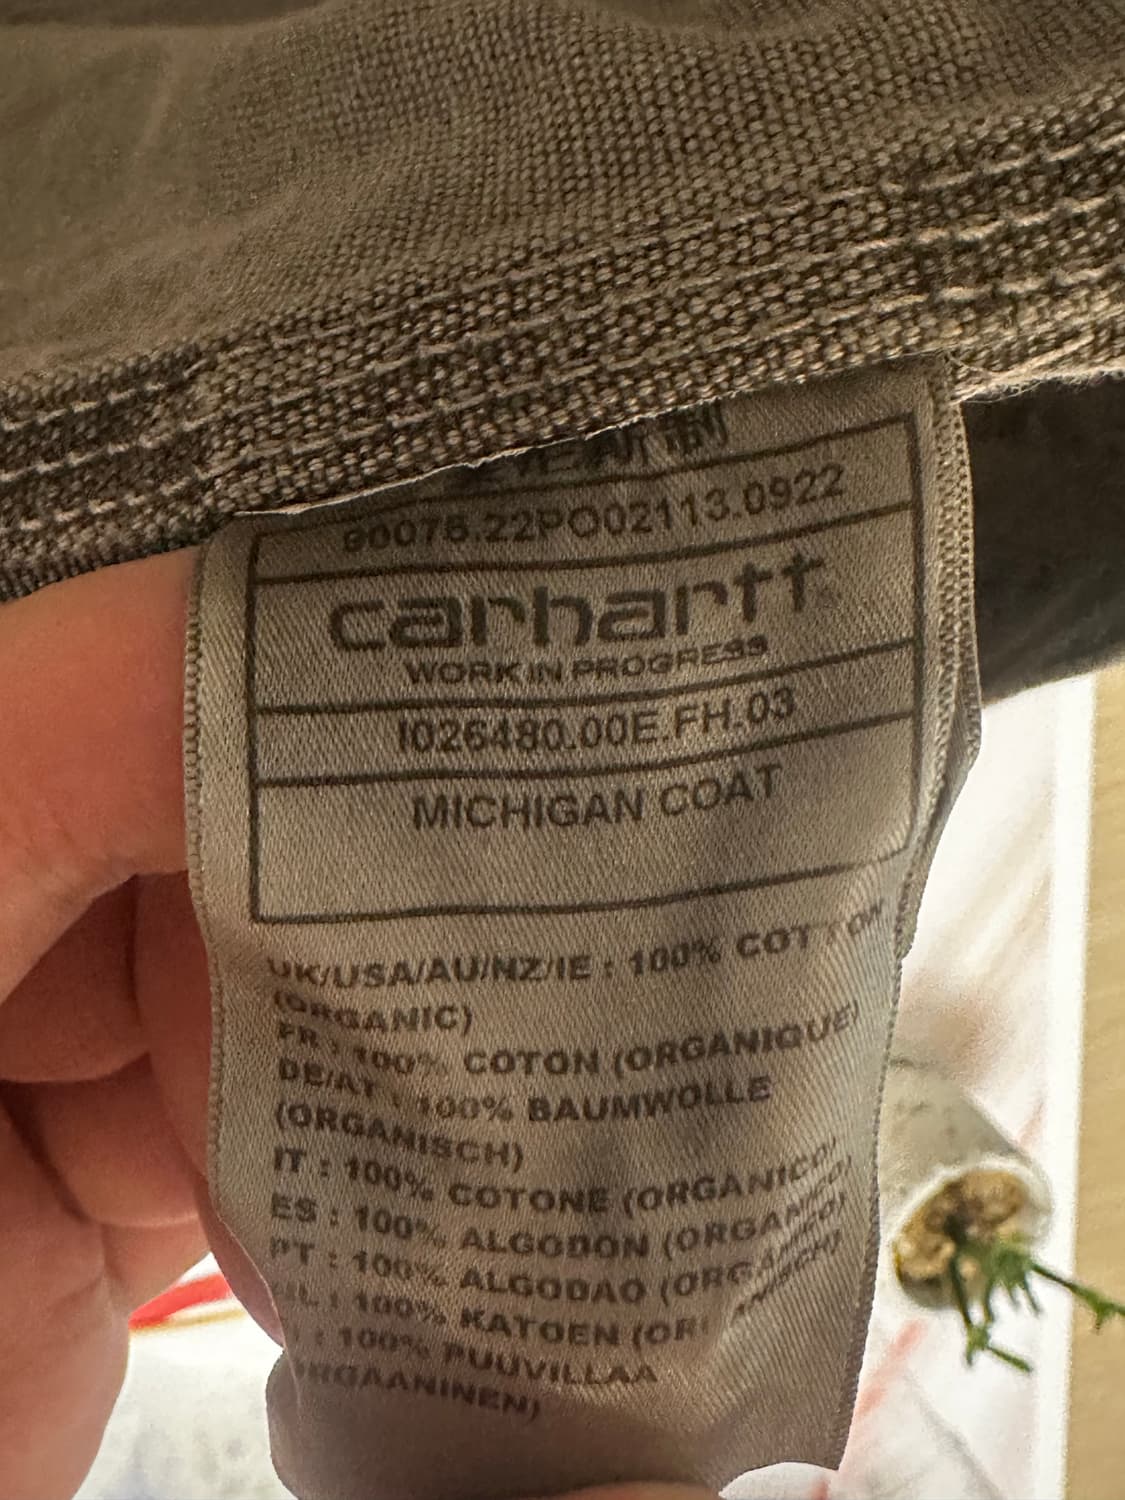 80075.22PO02113.0922
carhartt
WORK IN PROGRESS
I026480.00E.FH.03
MICHIGAN COAT
UK/USA/AU/NZ/IE : 100% COTTON
(ORGANIC)
FR : 100% COTON (ORGANIQUE)
DE/AT : 100% BAUMWOLLE
(ORGANISCH)
IT : 100% COTONE (ORGANICO)
ES : 100% ALGODON (ORGANICO)
PT : 100% ALGODAO (ORGANICO)
: 100% KATOEN
: 100% PUUVILLAA